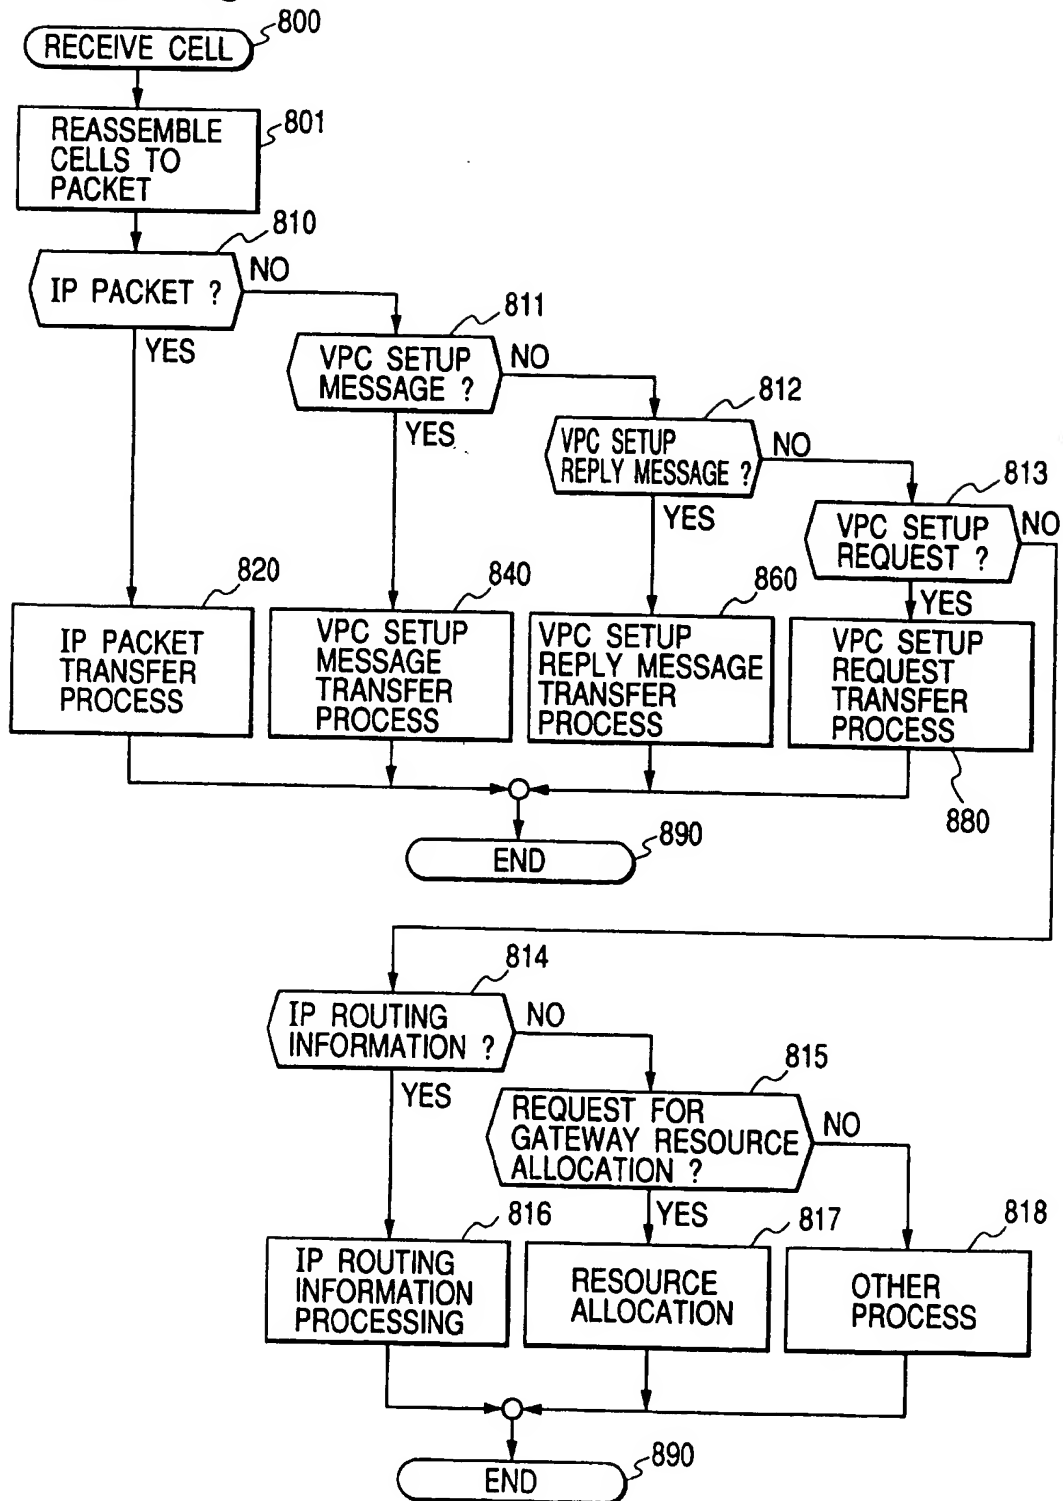 800
RECEIVE CELL
REASSEMBLE
CELLS TO
PACKET
801
810
IP PACKET ?
NO
YES
811
VPC SETUP
MESSAGE ?
NO
YES
812
VPC SETUP
REPLY MESSAGE ?
NO
YES
813
VPC SETUP
REQUEST ?
NO
YES
820
IP PACKET
TRANSFER
PROCESS
840
VPC SETUP
MESSAGE
TRANSFER
PROCESS
860
VPC SETUP
REPLY MESSAGE
TRANSFER
PROCESS
VPC SETUP
REQUEST
TRANSFER
PROCESS
880
END
890
814
IP ROUTING
INFORMATION ?
NO
YES
815
REQUEST FOR
GATEWAY RESOURCE
ALLOCATION ?
NO
YES
816
IP ROUTING
INFORMATION
PROCESSING
817
RESOURCE
ALLOCATION
818
OTHER
PROCESS
END
890